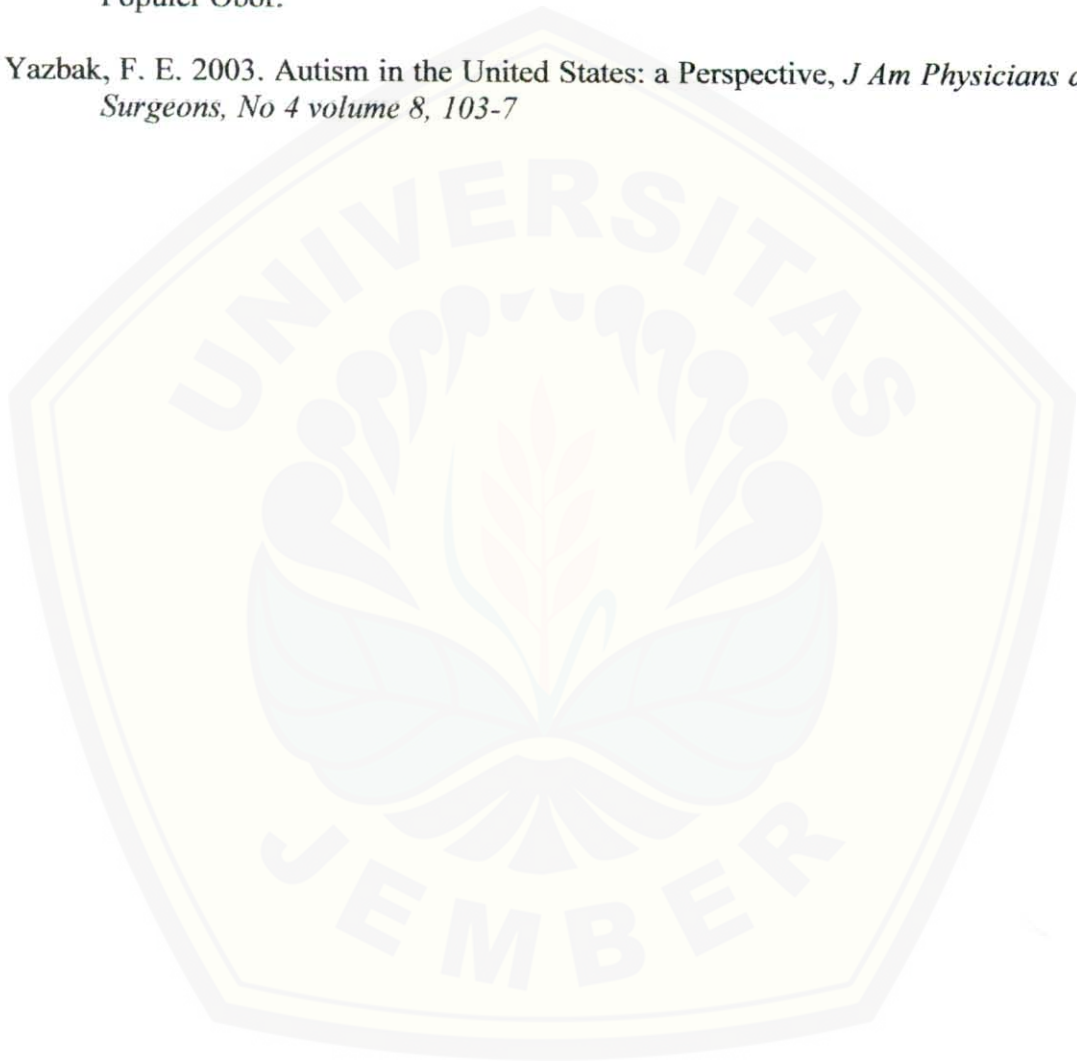 Populer Obor.
Yazbak, F. E. 2003. Autism in the United States: a Perspective, J Am Physicians
Surgeons, No 4 volume 8, 103-7
UNIVERSITAS
JEMBER